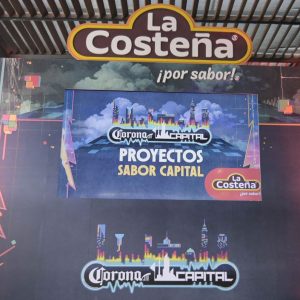 La
Costeña®
¡por sabor!
Corona CAPITAL
PROYECTOS
SABOR CAPITAL
La
Costeña
¡por sabor!
Corona CAPITAL